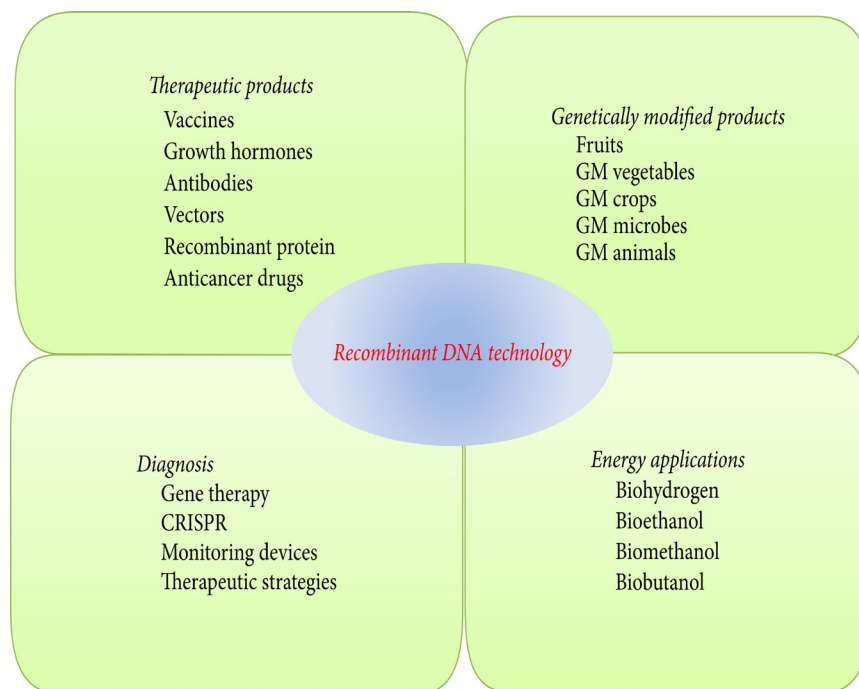 Therapeutic products
Vaccines
Growth hormones
Antibodies
Vectors
Recombinant protein
Anticancer drugs
Genetically modified products
Fruits
GM vegetables
GM crops
GM microbes
GM animals
Recombinant DNA technology
Diagnosis
Gene therapy
CRISPR
Monitoring devices
Therapeutic strategies
Energy applications
Biohydrogen
Bioethanol
Biomethanol
Biobutanol